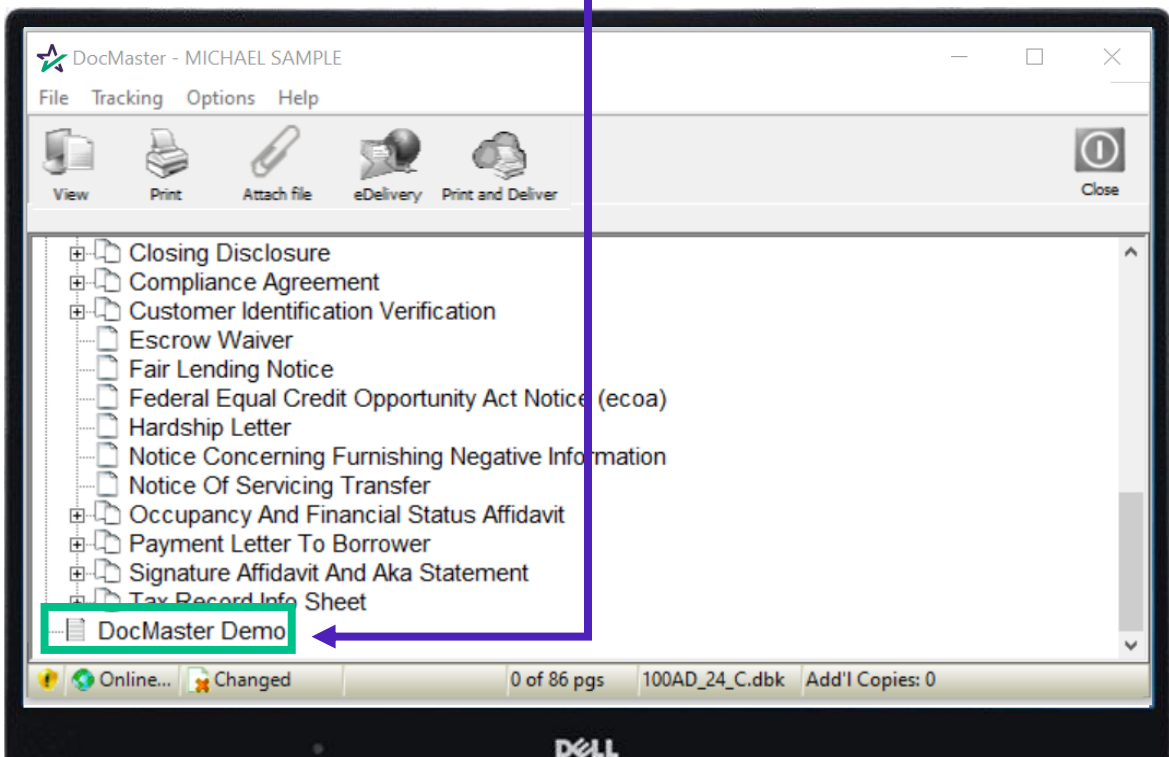 DocMaster - MICHAEL SAMPLE
File Tracking Options Help
View Print Attach file eDelivery Print and Deliver Close
Closing Disclosure
Compliance Agreement
Customer Identification Verification
Escrow Waiver
Fair Lending Notice
Federal Equal Credit Opportunity Act Notice (ecoa)
Hardship Letter
Notice Concerning Furnishing Negative Information
Notice Of Servicing Transfer
Occupancy And Financial Status Affidavit
Payment Letter To Borrower
Signature Affidavit And Aka Statement
Tax Record Info Sheet
DocMaster Demo
Online... Changed 0 of 86 pgs 100AD_24_C.dbk Add'l Copies: 0
DELL